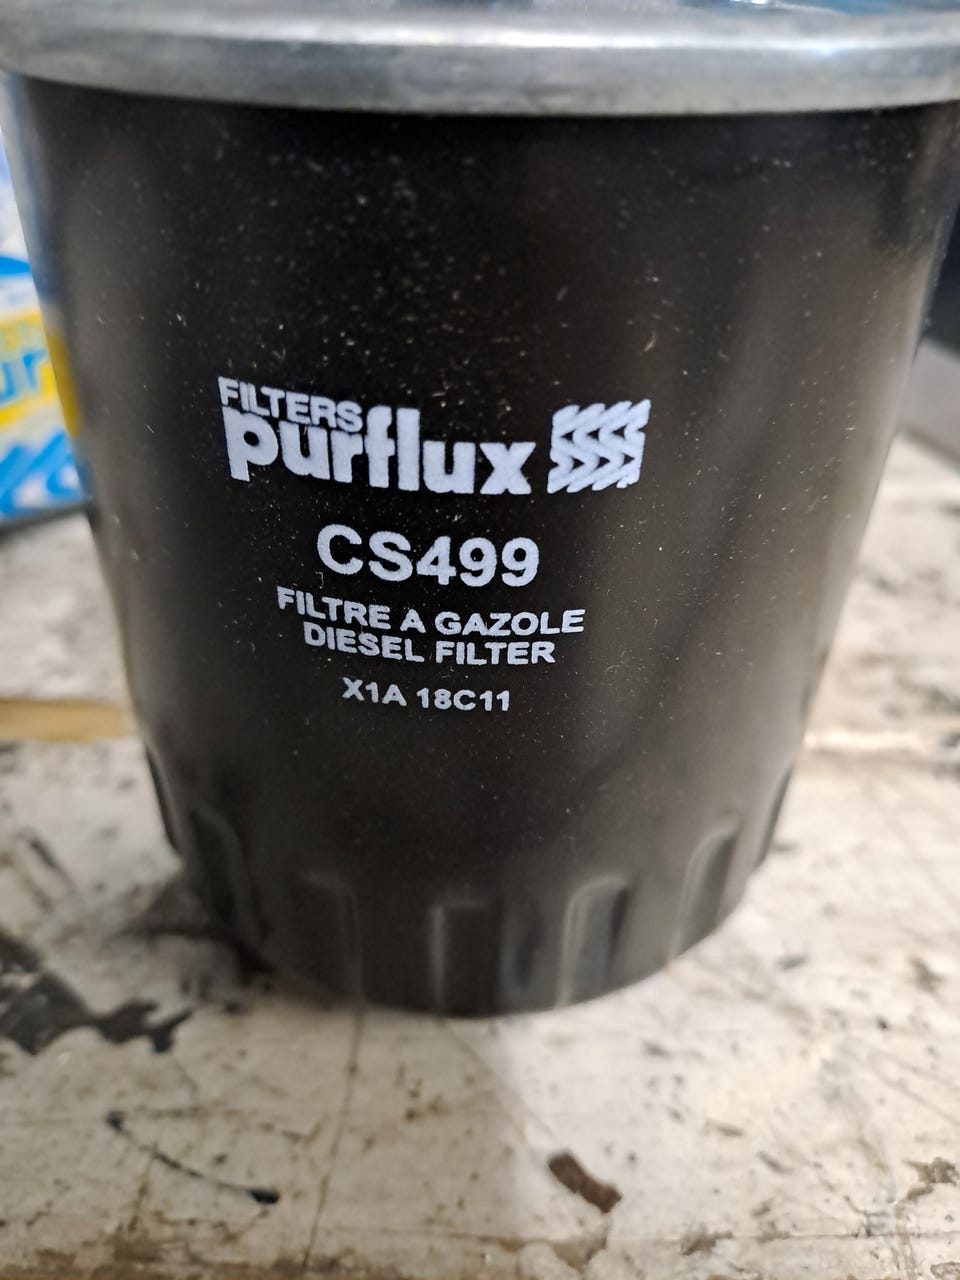 FILTERS
purflux
CS499
FILTRE A GAZOLE
DIESEL FILTER
X1A 18C11